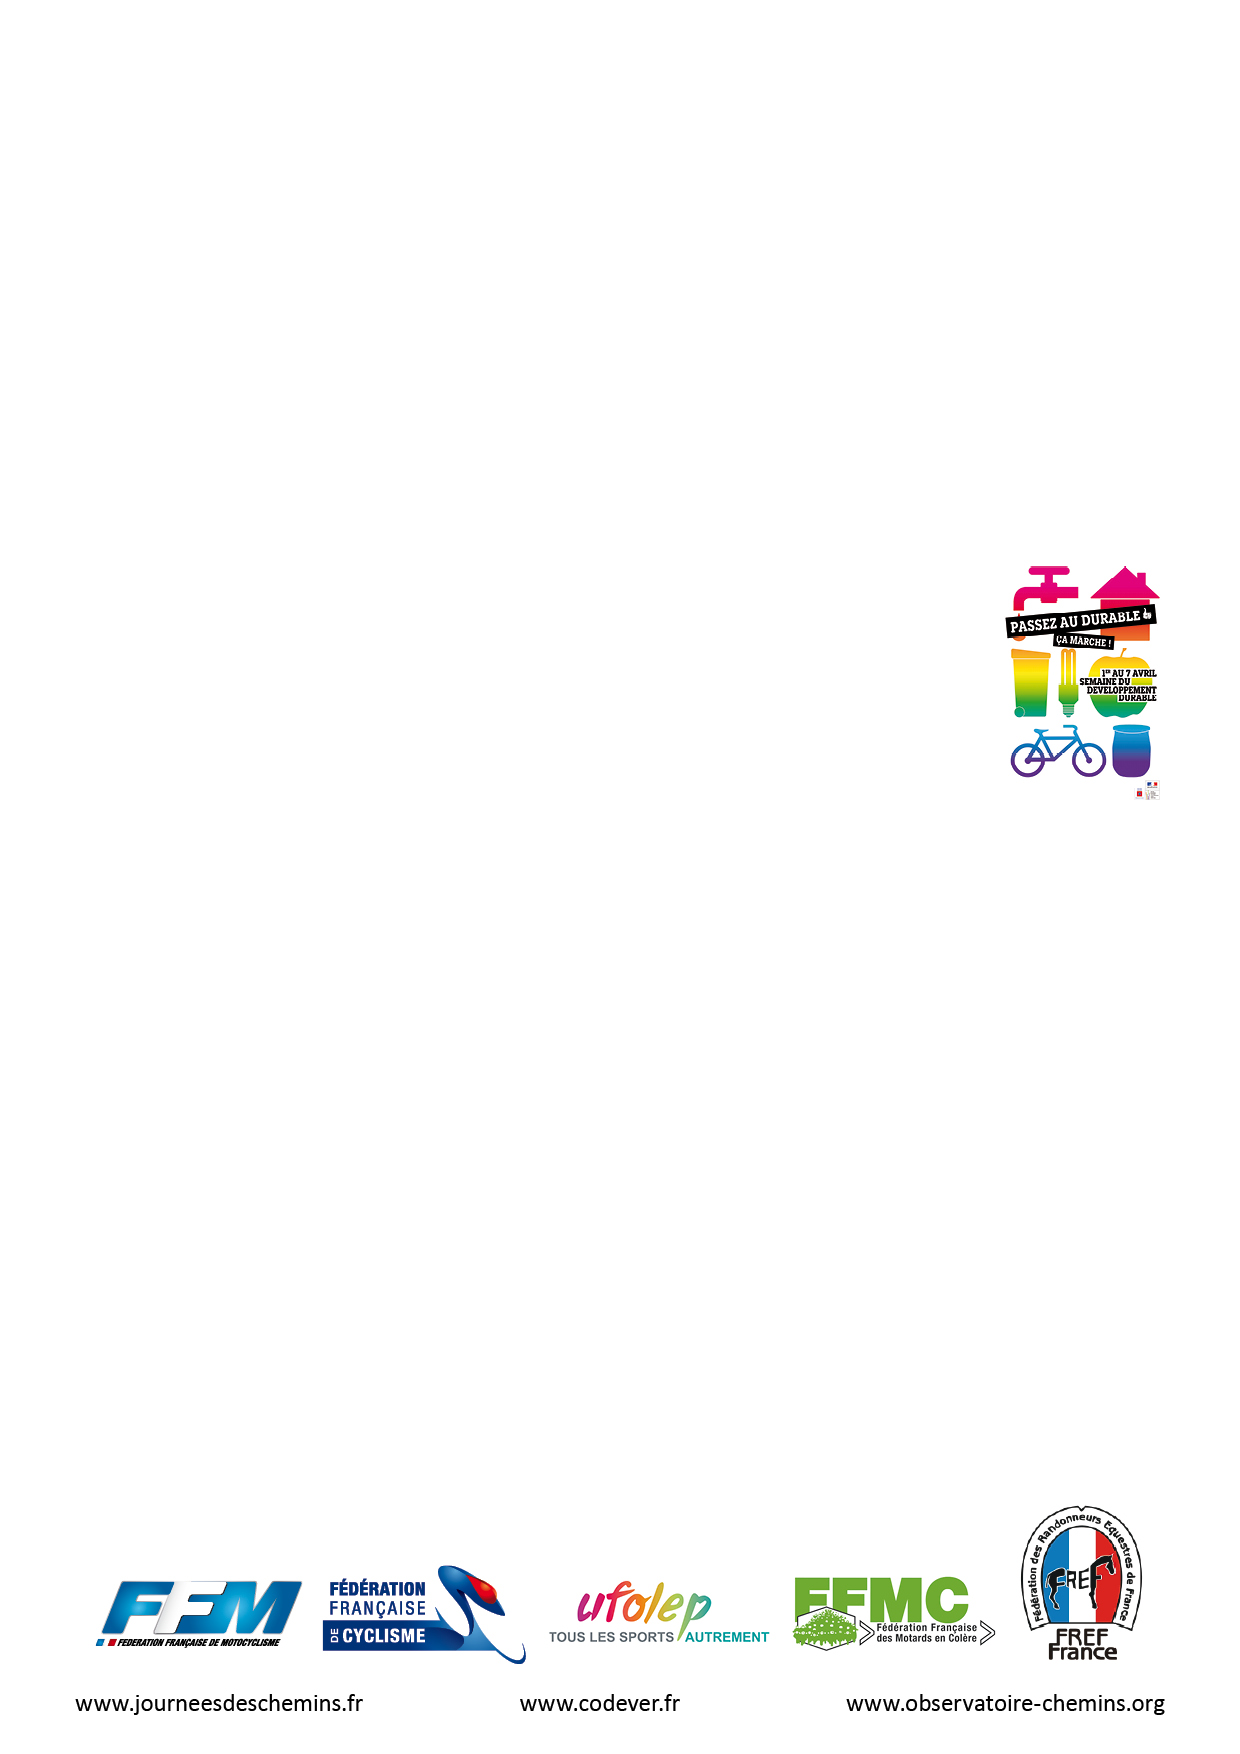 PASSEZ AU DURABLE
ÇA MARCHE !
1ER AU 7 AVRIL
SEMAINE DU
DEVELOPPEMENT
DURABLE
Fédération des Randonneurs Equestres de France
FREF
FREF
France
FFM
FEDERATION FRANÇAISE DE MOTOCYCLISME
FÉDÉRATION
FRANÇAISE
DE CYCLISME
ufolep
TOUS LES SPORTS AUTREMENT
FFMC
Fédération Française
des Motards en Colère
www.journeesdeschemins.fr www.codever.fr www.observatoire-chemins.org